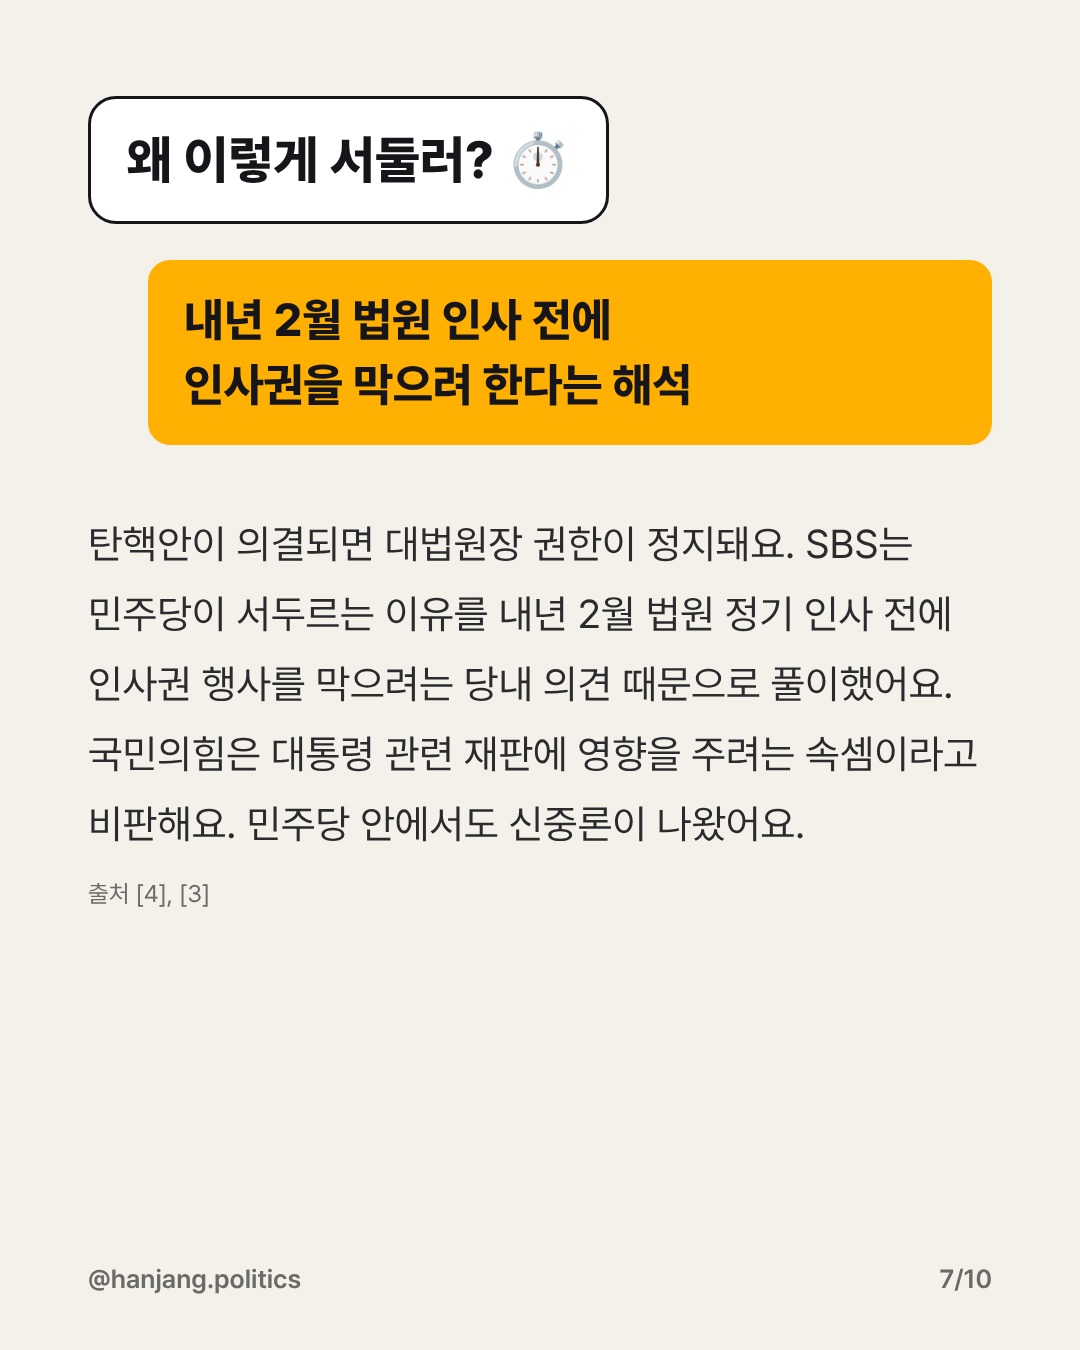 왜 이렇게 서둘러? ⏱️
내년 2월 법원 인사 전에
인사권을 막으려 한다는 해석
탄핵안이 의결되면 대법원장 권한이 정지돼요. SBS는
민주당이 서두르는 이유를 내년 2월 법원 정기 인사 전에
인사권 행사를 막으려는 당내 의견 때문으로 풀이했어요.
국민의힘은 대통령 관련 재판에 영향을 주려는 속셈이라고
비판해요. 민주당 안에서도 신중론이 나왔어요.
출처 [4], [3]
@hanjang.politics
7/10